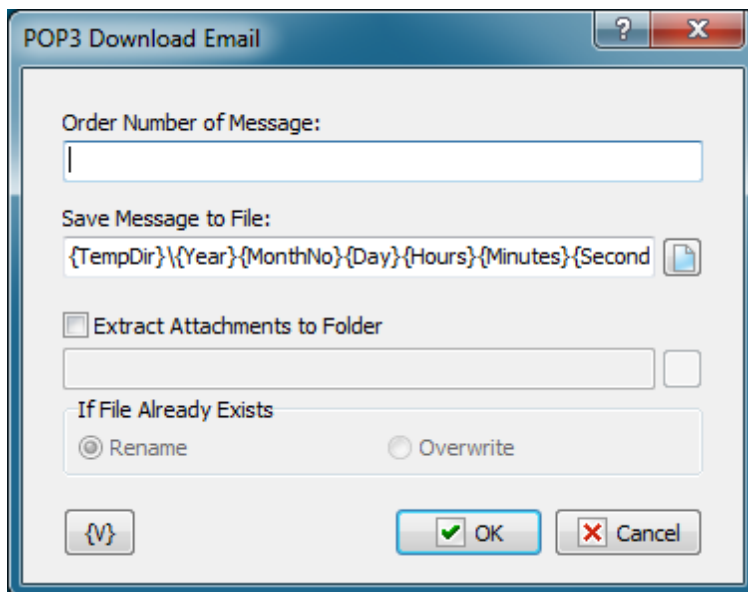 POP3 Download Email
?
Order Number of Message:
Save Message to File:
{TempDir}\{Year}{MonthNo}{Day}{Hours}{Minutes}{Second
Extract Attachments to Folder
If File Already Exists
Rename Overwrite
{V} OK Cancel